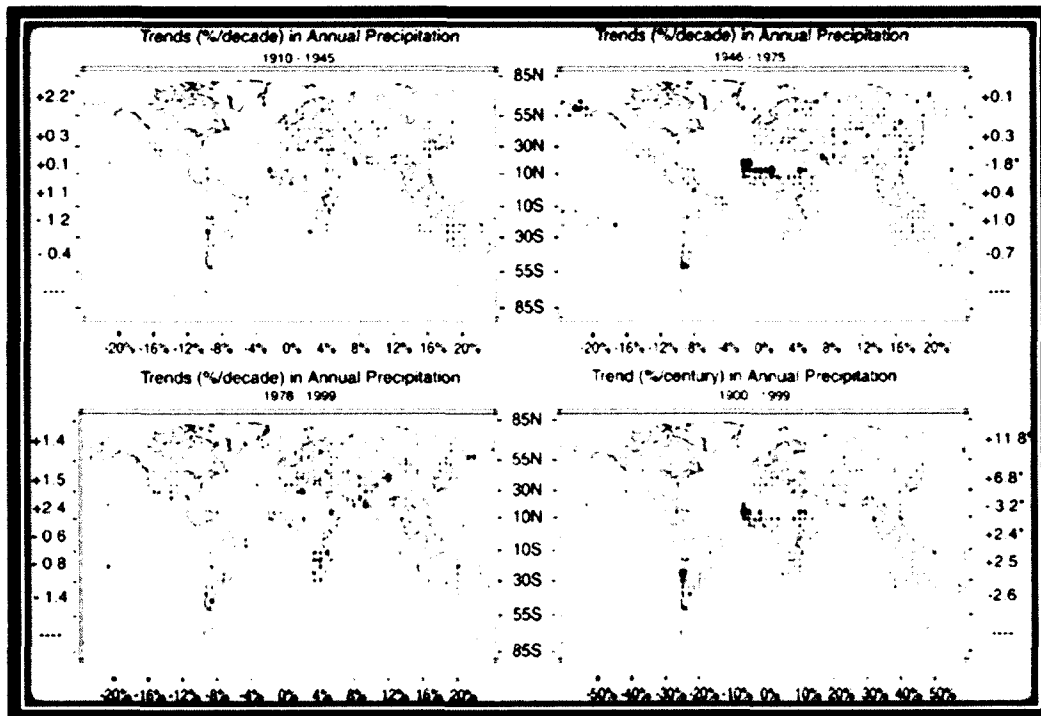 Trends (%/decade) in Annual Precipitation
1910 - 1945
+2.2*
+0.3
+0.1
+1 1
- 1.2
- 0.4
----
-20% -16% -12% -8% -4% 0% 4% 8% 12% 16% 20%
85N
55N
30N
10N
10S
30S
55S
85S
Trends (%/decade) in Annual Precipitation
1946 - 1975
+0.1
+0.3
-1.8*
+0.4
+1.0
-0.7
----
-20% -16% -12% -8% -4% 0% 4% 8% 12% 16% 20%
Trends (%/decade) in Annual Precipitation
1976 - 1999
+1.4
+1.5
+2 4
- 0 6
- 0 8
- 1.4
----
-20% -16% -12% -8% -4% 0% 4% 8% 12% 16% 20%
85N
55N
30N
10N
10S
30S
55S
85S
Trend (%/century) in Annual Precipitation
1900 - 1999
+11 8*
+6.8*
- 3.2*
+2.4*
+2.5
-2.6
----
-50% -40% -30% -20% -10% 0% 10% 20% 30% 40% 50%